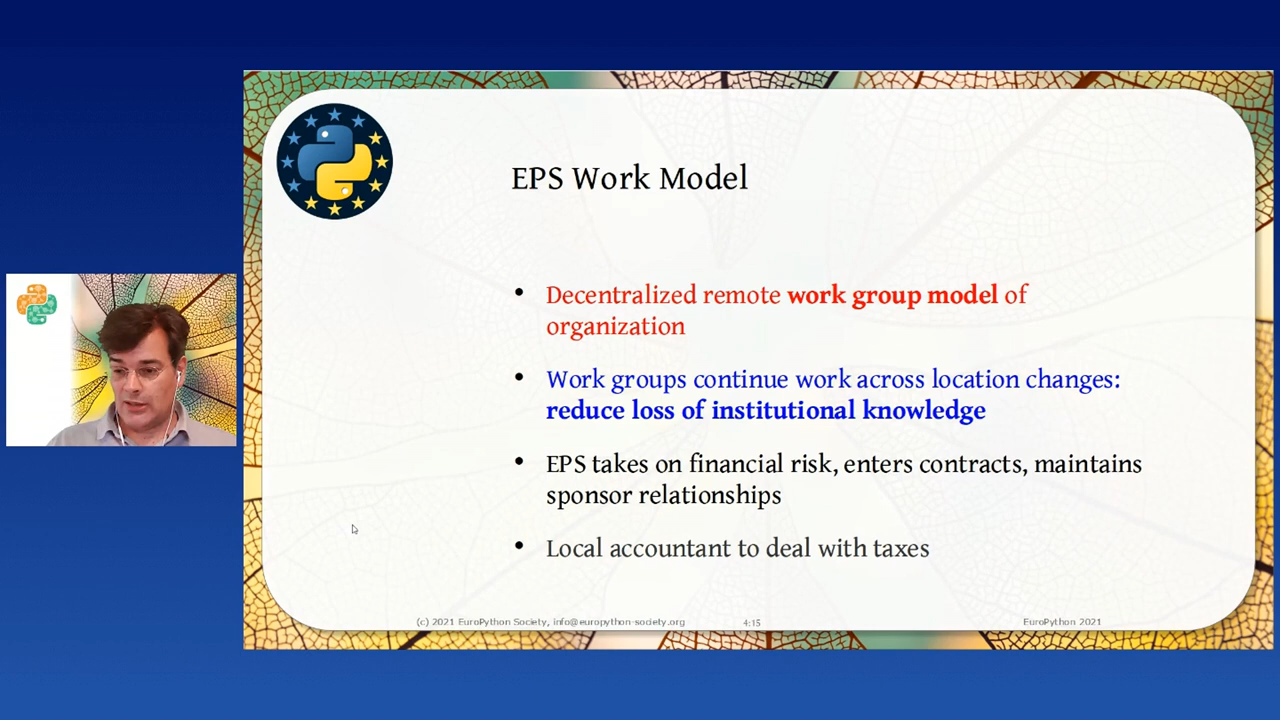 EPS Work Model
• Decentralized remote work group model of
organization
• Work groups continue work across location changes:
reduce loss of institutional knowledge
• EPS takes on financial risk, enters contracts, maintains
sponsor relationships
• Local accountant to deal with taxes
(c) 2021 EuroPython Society, info@europython-society.org 4:15 EuroPython 2021